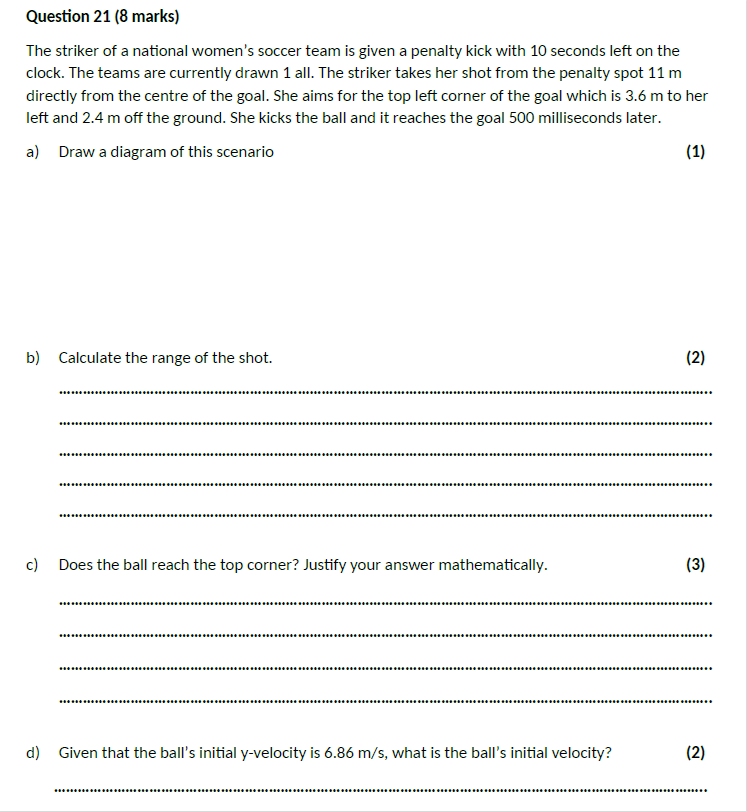 Question 21 (8 marks)
The striker of a national women's soccer team is given a penalty kick with 10 seconds left on the
clock. The teams are currently drawn 1 all. The striker takes her shot from the penalty spot 11 m
directly from the centre of the goal. She aims for the top left corner of the goal which is 3.6 m to her
left and 2.4 m off the ground. She kicks the ball and it reaches the goal 500 milliseconds later.
a) Draw a diagram of this scenario (1)
b) Calculate the range of the shot. (2)
c) Does the ball reach the top corner? Justify your answer mathematically. (3)
d) Given that the ball's initial y-velocity is 6.86 m/s, what is the ball's initial velocity? (2)